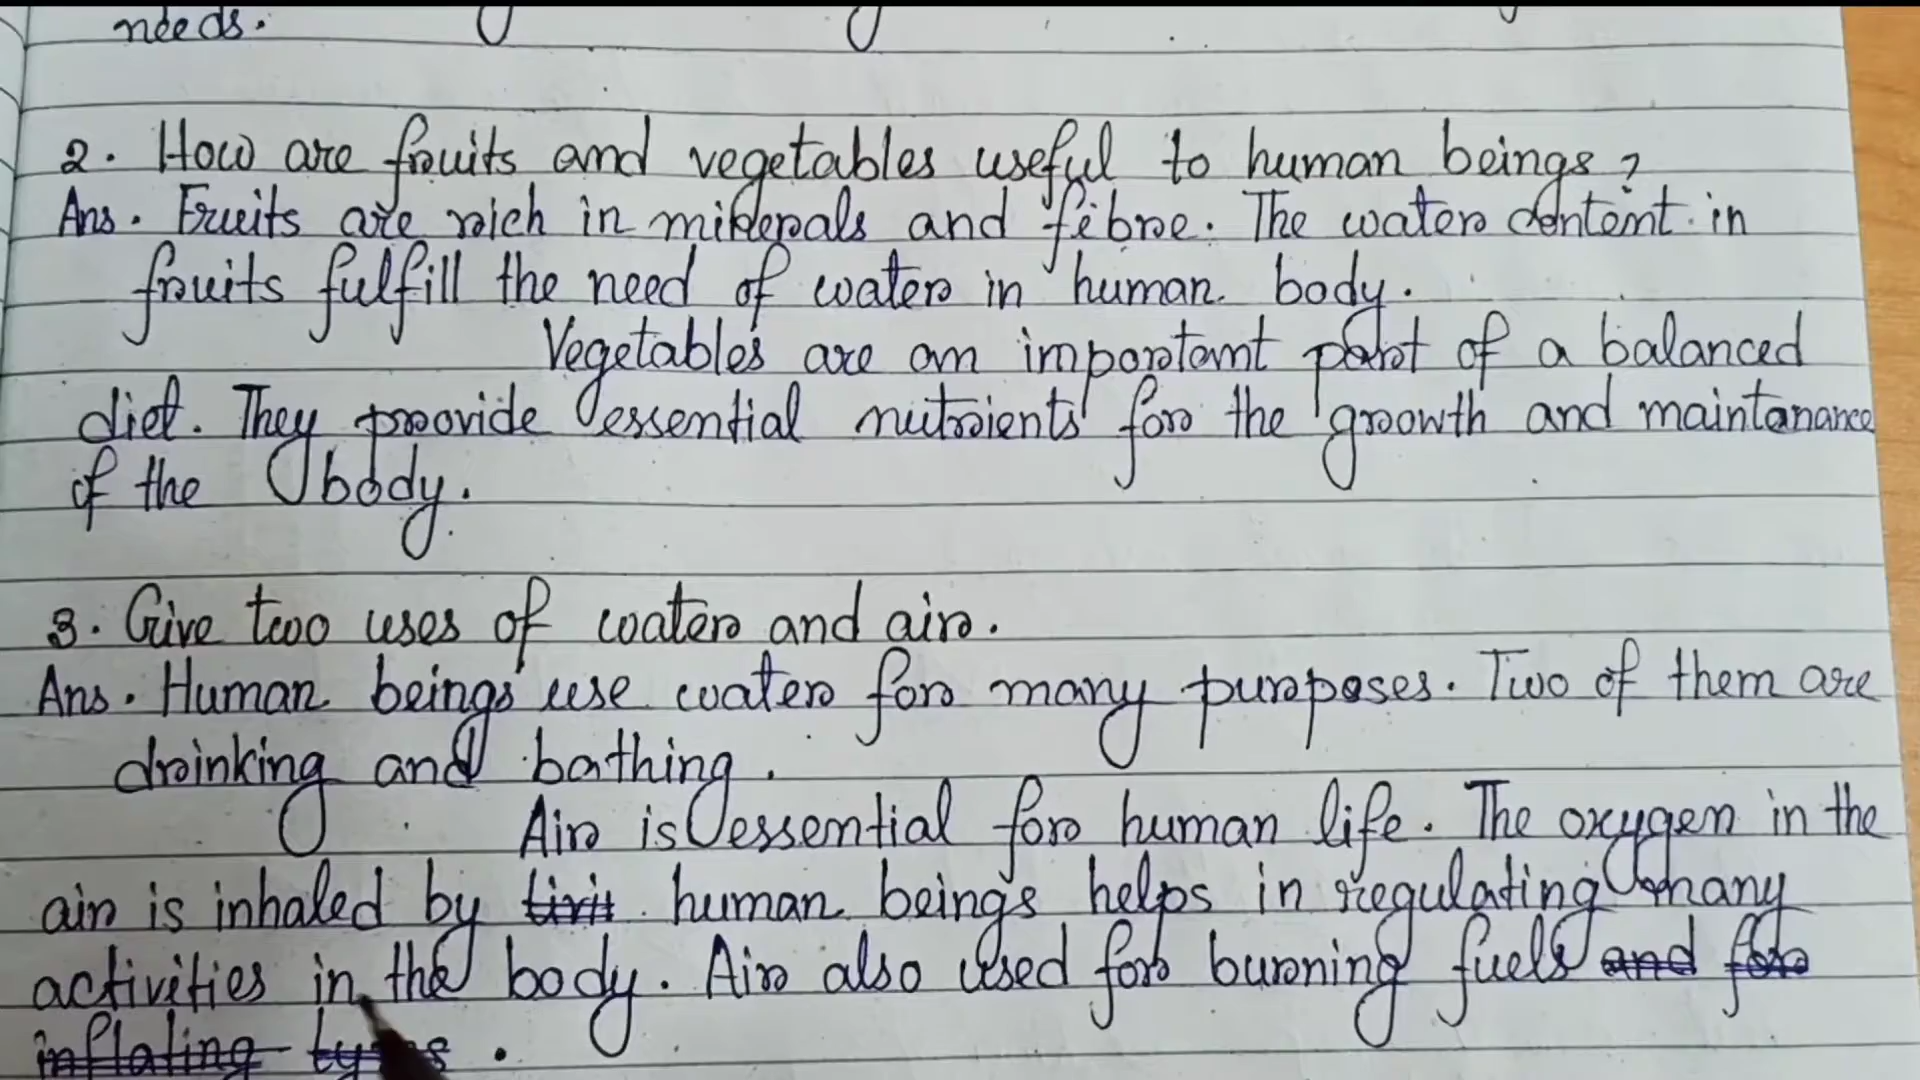 needs.
2. How are fruits and vegetables useful to human beings?
Ans. Fruits are rich in minerals and fibre. The water content in
fruits fulfill the need of water in human body.
Vegetables are an important part of a balanced
diet. They provide essential nutrients for the growth and maintanance
of the body.
3. Give two uses of water and air.
Ans. Human beings use water for many purposes. Two of them are
drinking and bathing.
Air is essential for human life. The oxygen in the
air is inhaled by human beings helps in regulating many
activities in the body. Air also used for burning fuels and for
inflating